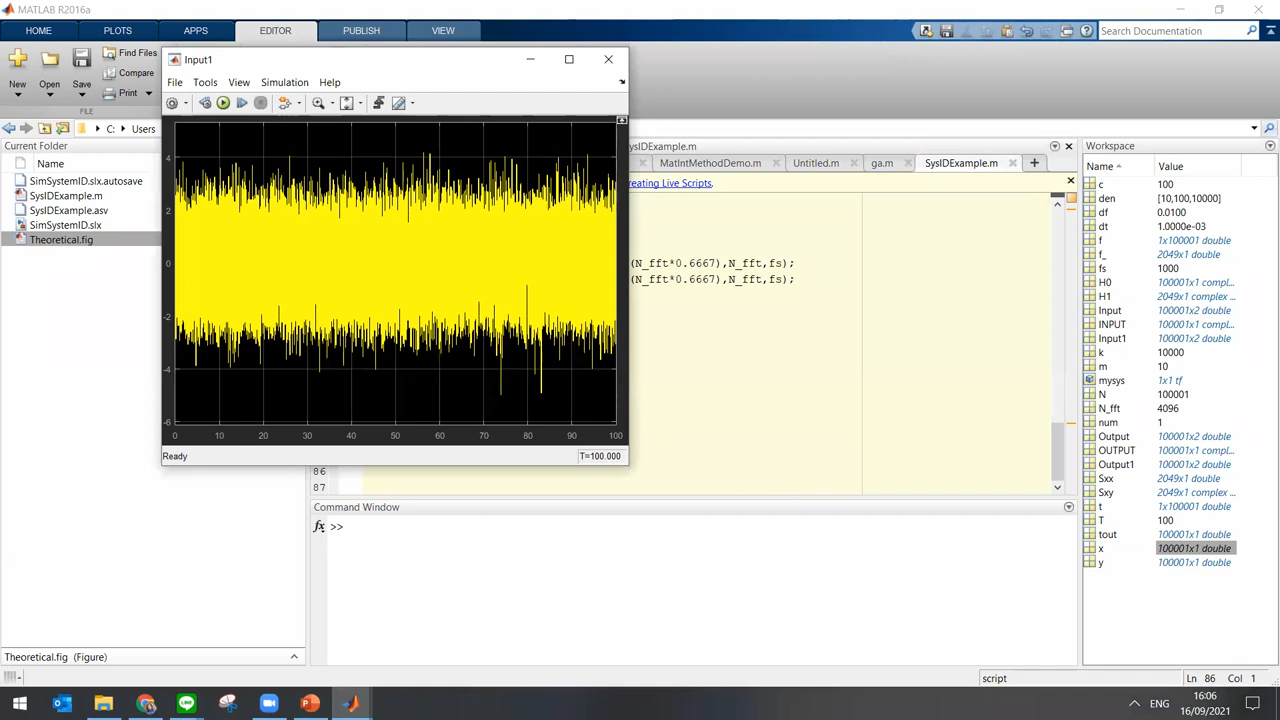 MATLAB R2016a
HOME PLOTS APPS EDITOR PUBLISH VIEW Search Documentation
New Open Save Find Files Compare Print
FILE
Input1
File Tools View Simulation Help
4
2
0
-2
-4
-6
0 10 20 30 40 50 60 70 80 90 100
Ready T=100.000
C: Users
Current Folder
Name
SimSystemID.slx.autosave
SysIDExample.m
SysIDExample.asv
SimSystemID.slx
Theoretical.fig
Theoretical.fig (Figure)
ysIDExample.m
MatIntMethodDemo.m Untitled.m ga.m SysIDExample.m
reating Live Scripts.
(N_fft*0.6667),N_fft,fs);
(N_fft*0.6667),N_fft,fs);
86
87
Command Window
fx >>
Workspace
Name Value
c 100
den [10,100,10000]
df 0.0100
dt 1.0000e-03
f 1x100001 double
f_ 2049x1 double
fs 1000
H0 100001x1 compl...
H1 2049x1 complex ...
Input 100001x2 double
INPUT 100001x1 compl...
Input1 100001x2 double
k 10000
m 10
mysys 1x1 tf
N 100001
N_fft 4096
num 1
Output 100001x2 double
OUTPUT 100001x1 compl...
Output1 100001x2 double
Sxx 2049x1 double
Sxy 2049x1 complex ...
t 1x100001 double
T 100
tout 100001x1 double
x 100001x1 double
y 100001x1 double
script Ln 86 Col 1
ENG 16:06
16/09/2021